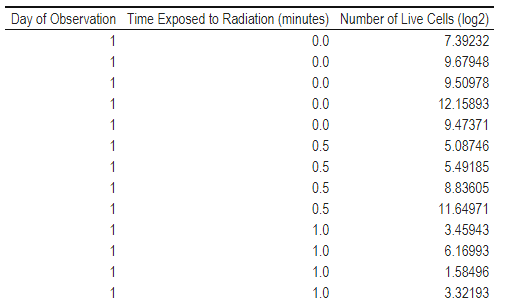 Day of Observation Time Exposed to Radiation (minutes) Number of Live Cells (log2)
1 0.0 7.39232
1 0.0 9.67948
1 0.0 9.50978
1 0.0 12.15893
1 0.0 9.47371
1 0.5 5.08746
1 0.5 5.49185
1 0.5 8.83605
1 0.5 11.64971
1 1.0 3.45943
1 1.0 6.16993
1 1.0 1.58496
1 1.0 3.32193